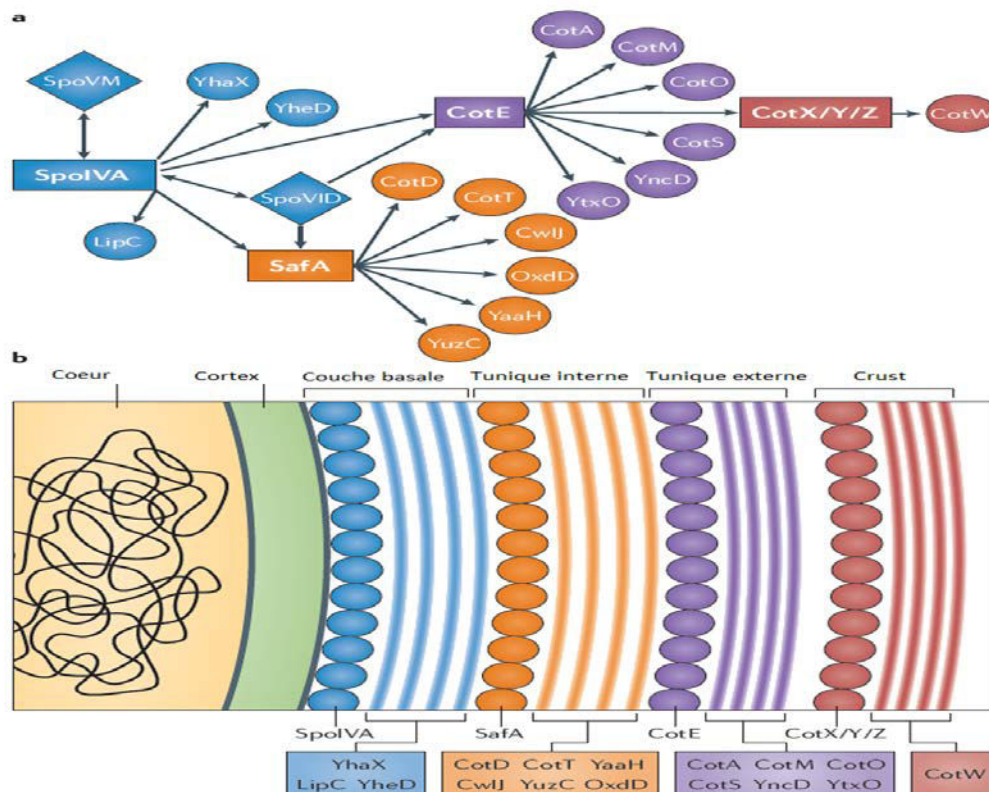 a
SpoVM
YhaX
YheD
SpoIVA
LipC
SpoVID
SafA
CotE
CotA
CotM
CotO
CotX/Y/Z
CotW
CotS
YncD
YtxO
CotD
CotT
CwlJ
OxdD
YaaH
YuzC
b
Coeur
Cortex
Couche basale
Tunique interne
Tunique externe
Crust
SpoIVA
SafA
CotE
CotX/Y/Z
YhaX
LipC YheD
CotD CotT YaaH
CwlJ YuzC OxdD
CotA CotM CotO
CotS YncD YtxO
CotW